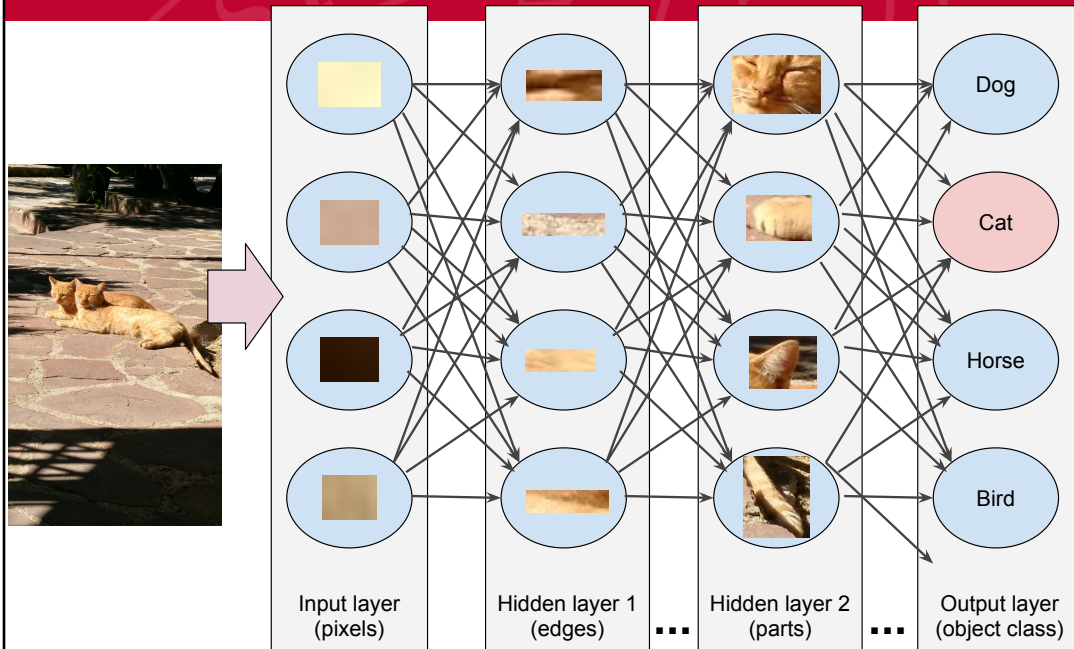 Dog
Cat
Horse
Bird
Input layer
(pixels)
Hidden layer 1
(edges)
...
Hidden layer 2
(parts)
...
Output layer
(object class)